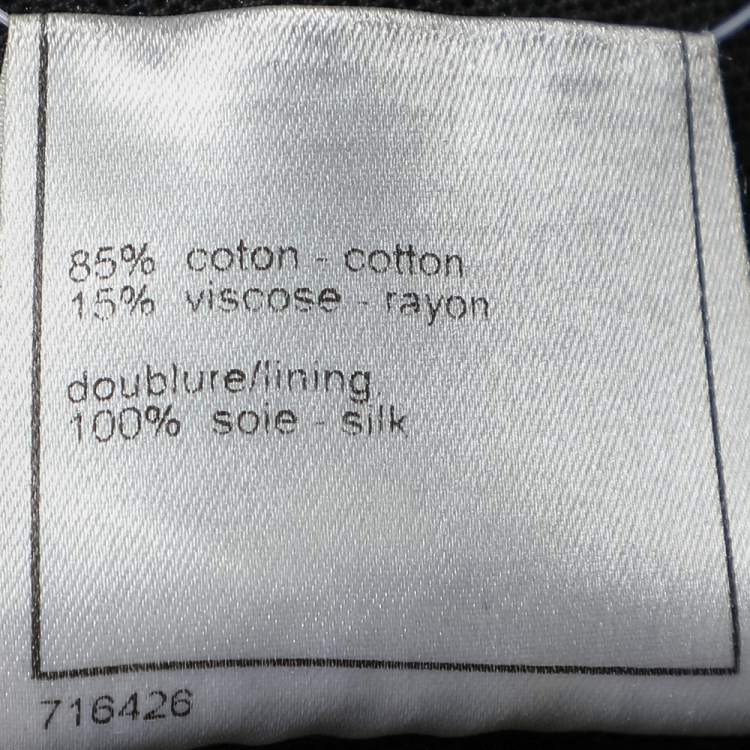 85% coton - cotton
15% viscose - rayon
doublure/lining
100% soie - silk
716426